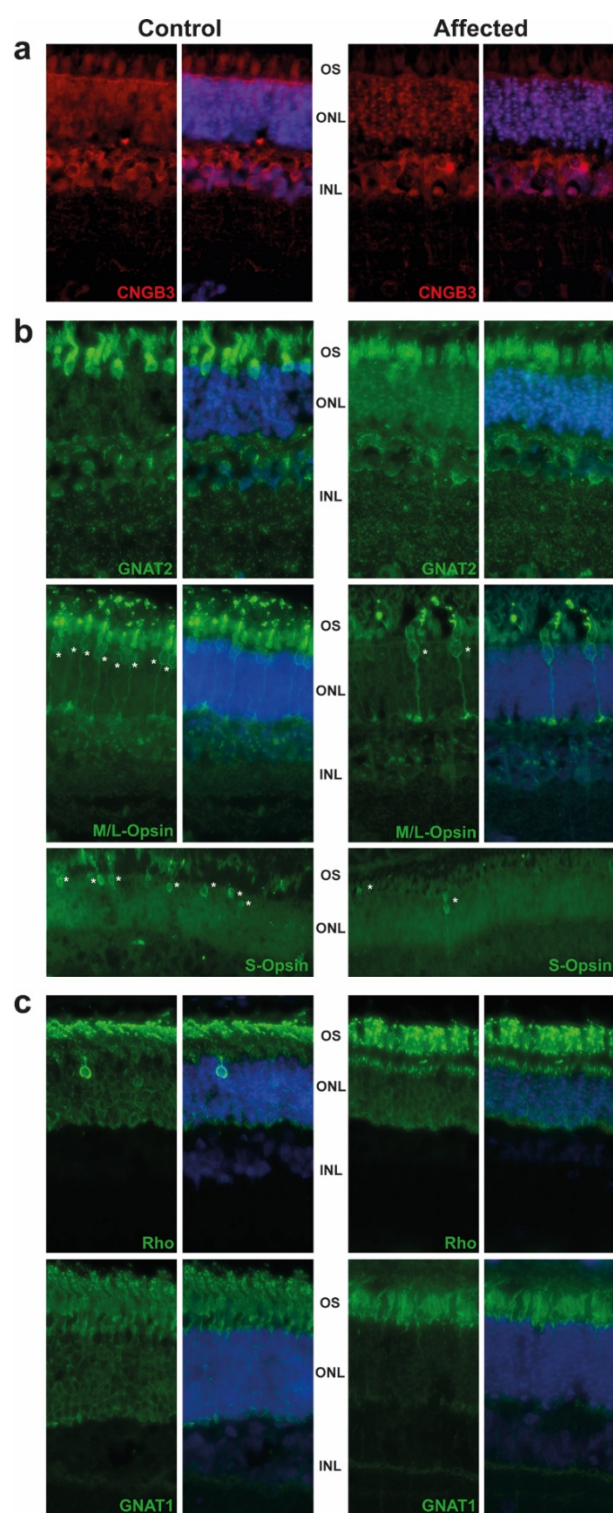 Control
Affected
a
OS
ONL
INL
CNGB3
CNGB3
b
OS
ONL
INL
GNAT2
GNAT2
OS
* * * * * * * *
* *
ONL
INL
M/L-Opsin
M/L-Opsin
OS
* * * * * * *
* *
ONL
S-Opsin
S-Opsin
c
OS
ONL
INL
Rho
Rho
OS
ONL
INL
GNAT1
GNAT1